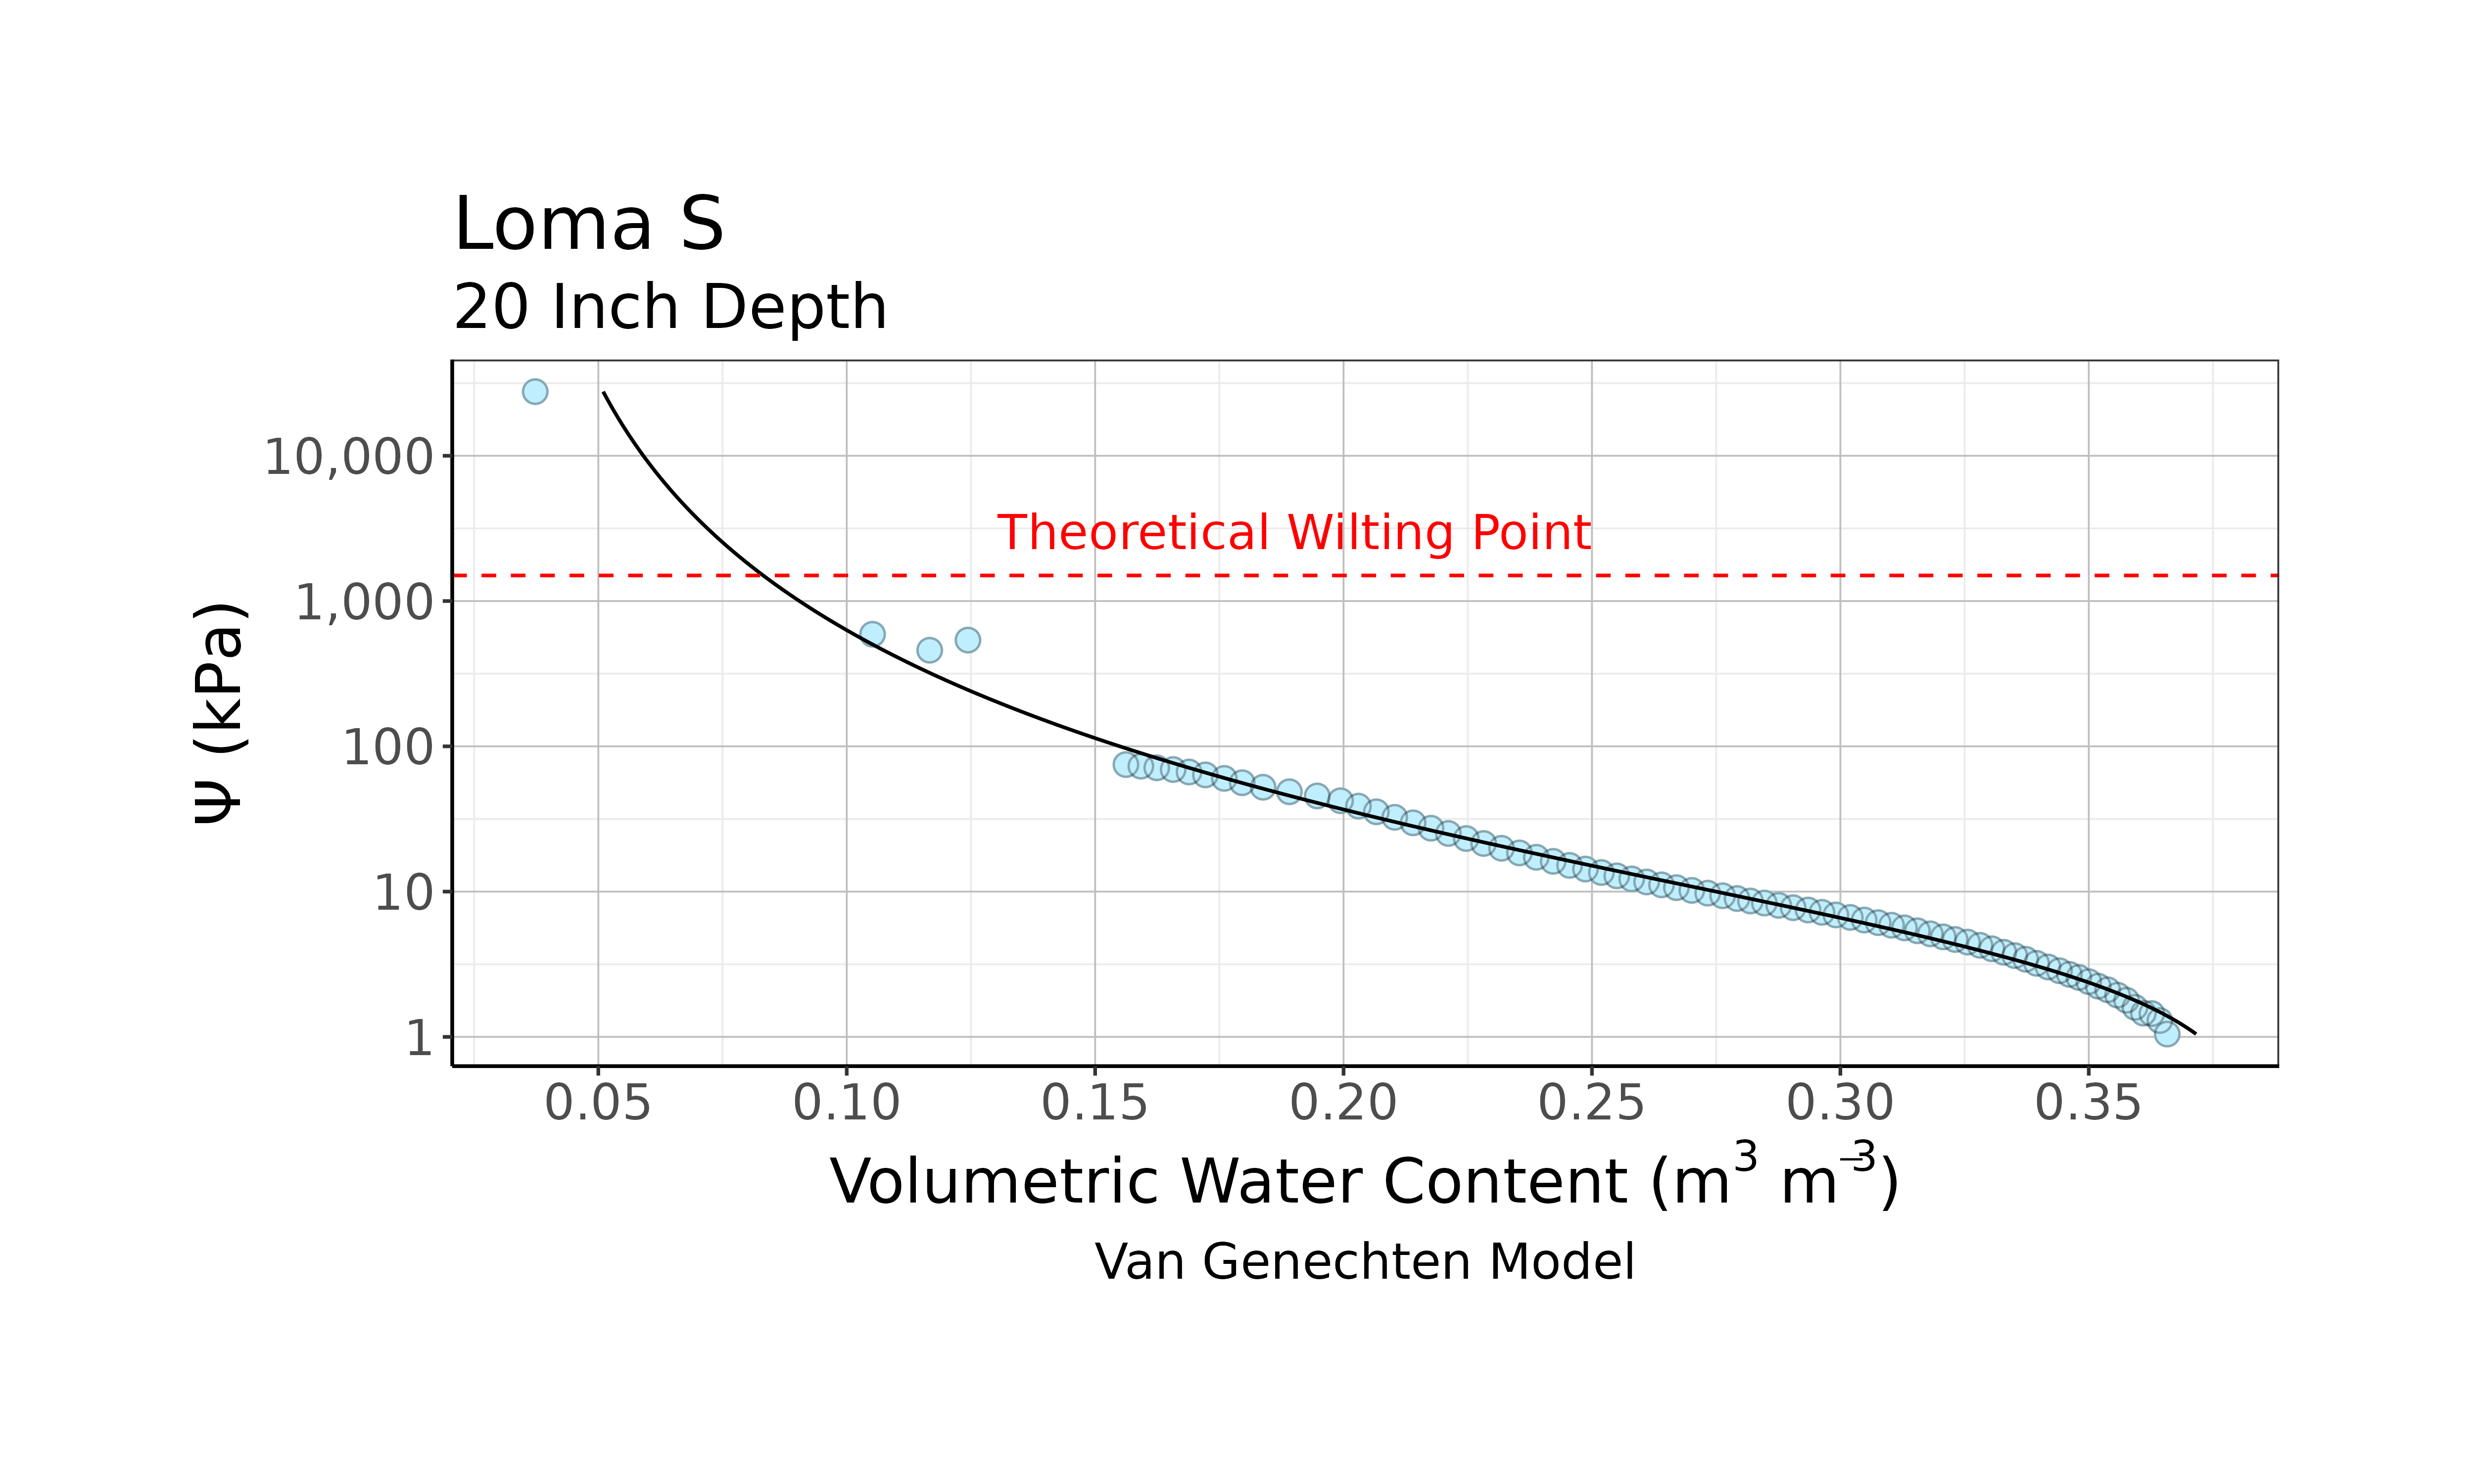 Loma S
20 Inch Depth
10,000
1,000
100
10
1
Ψ (kPa)
Theoretical Wilting Point
0.05 0.10 0.15 0.20 0.25 0.30 0.35
Volumetric Water Content (m³ m⁻³)
Van Genechten Model